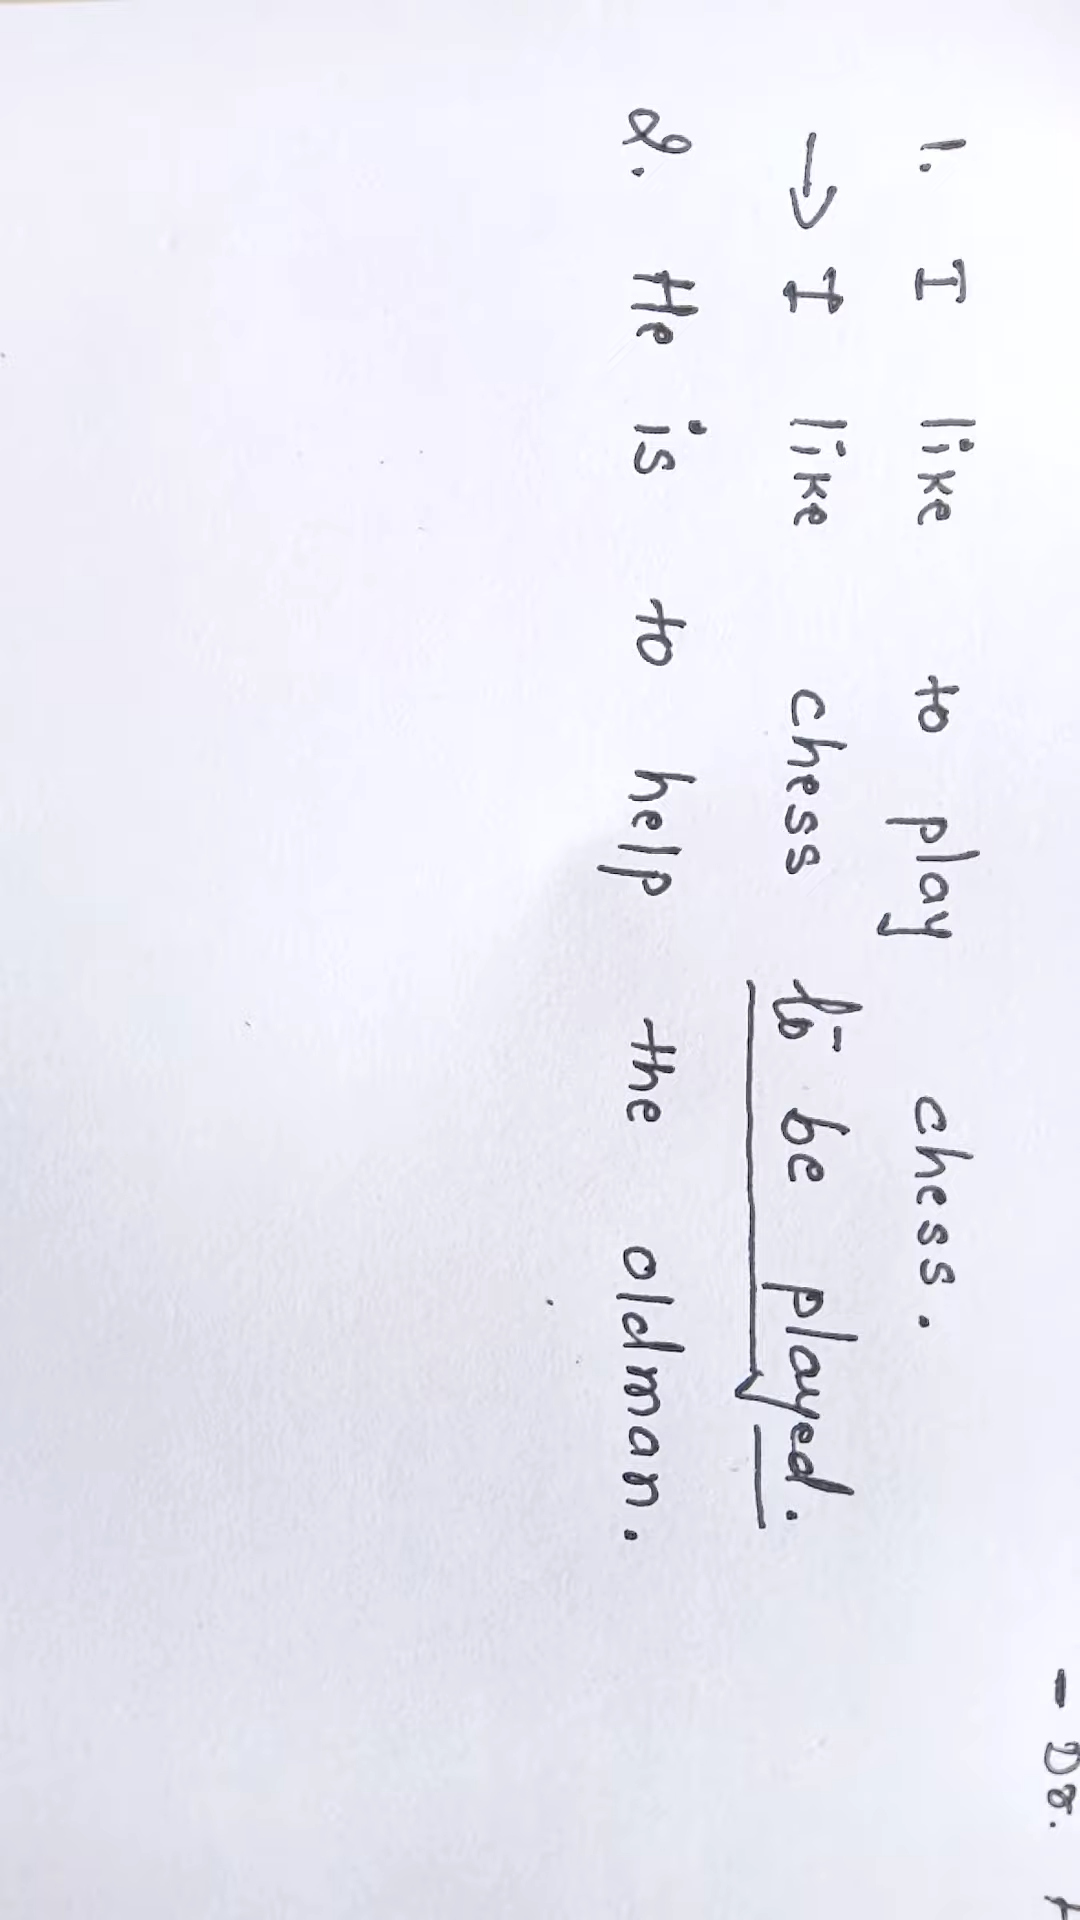 - Dr.
1. I like to play chess.
→ I like chess to be played.
2. He is to help the oldman.